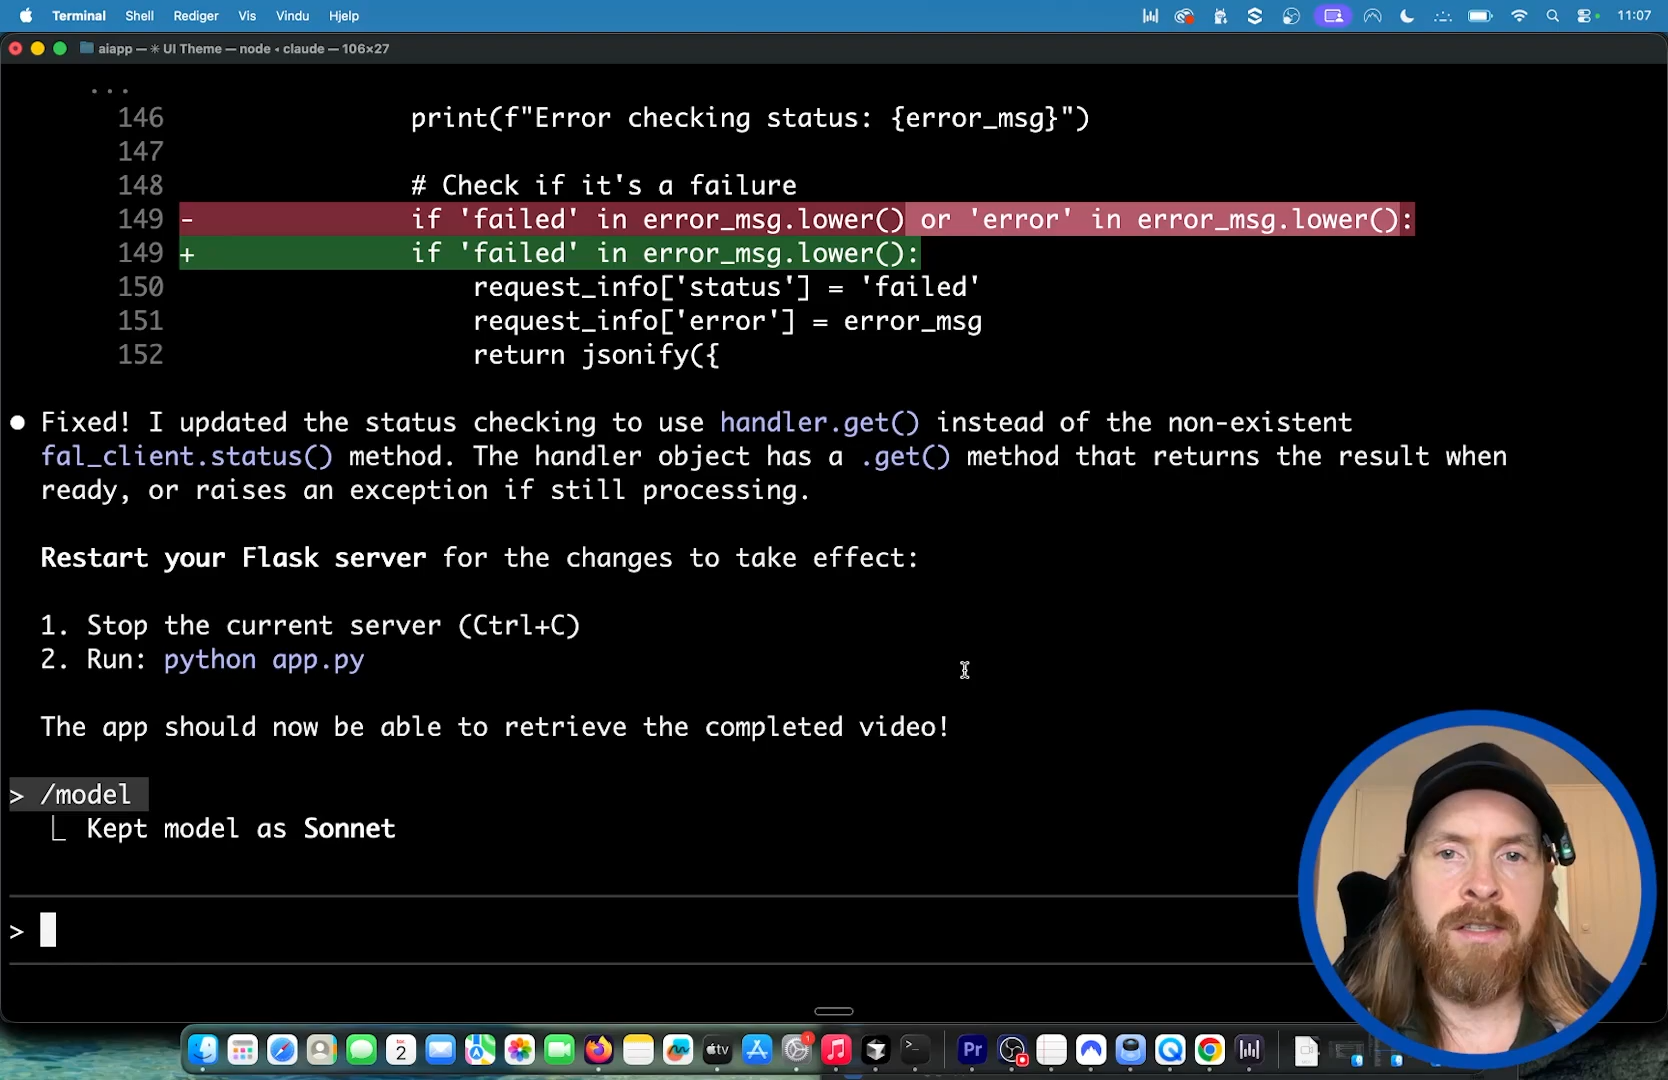 Terminal Shell Rediger Vis Vindu Hjelp 11:07
aiapp — ✳ UI Theme — node ◂ claude — 106×27
...
146 print(f"Error checking status: {error_msg}")
147
148 # Check if it's a failure
149 - if 'failed' in error_msg.lower() or 'error' in error_msg.lower():
149 + if 'failed' in error_msg.lower():
150 request_info['status'] = 'failed'
151 request_info['error'] = error_msg
152 return jsonify({
● Fixed! I updated the status checking to use handler.get() instead of the non-existent
fal_client.status() method. The handler object has a .get() method that returns the result when
ready, or raises an exception if still processing.
Restart your Flask server for the changes to take effect:
1. Stop the current server (Ctrl+C)
2. Run: python app.py
The app should now be able to retrieve the completed video!
> /model
⎿ Kept model as Sonnet
>
2 tv 1 Pr